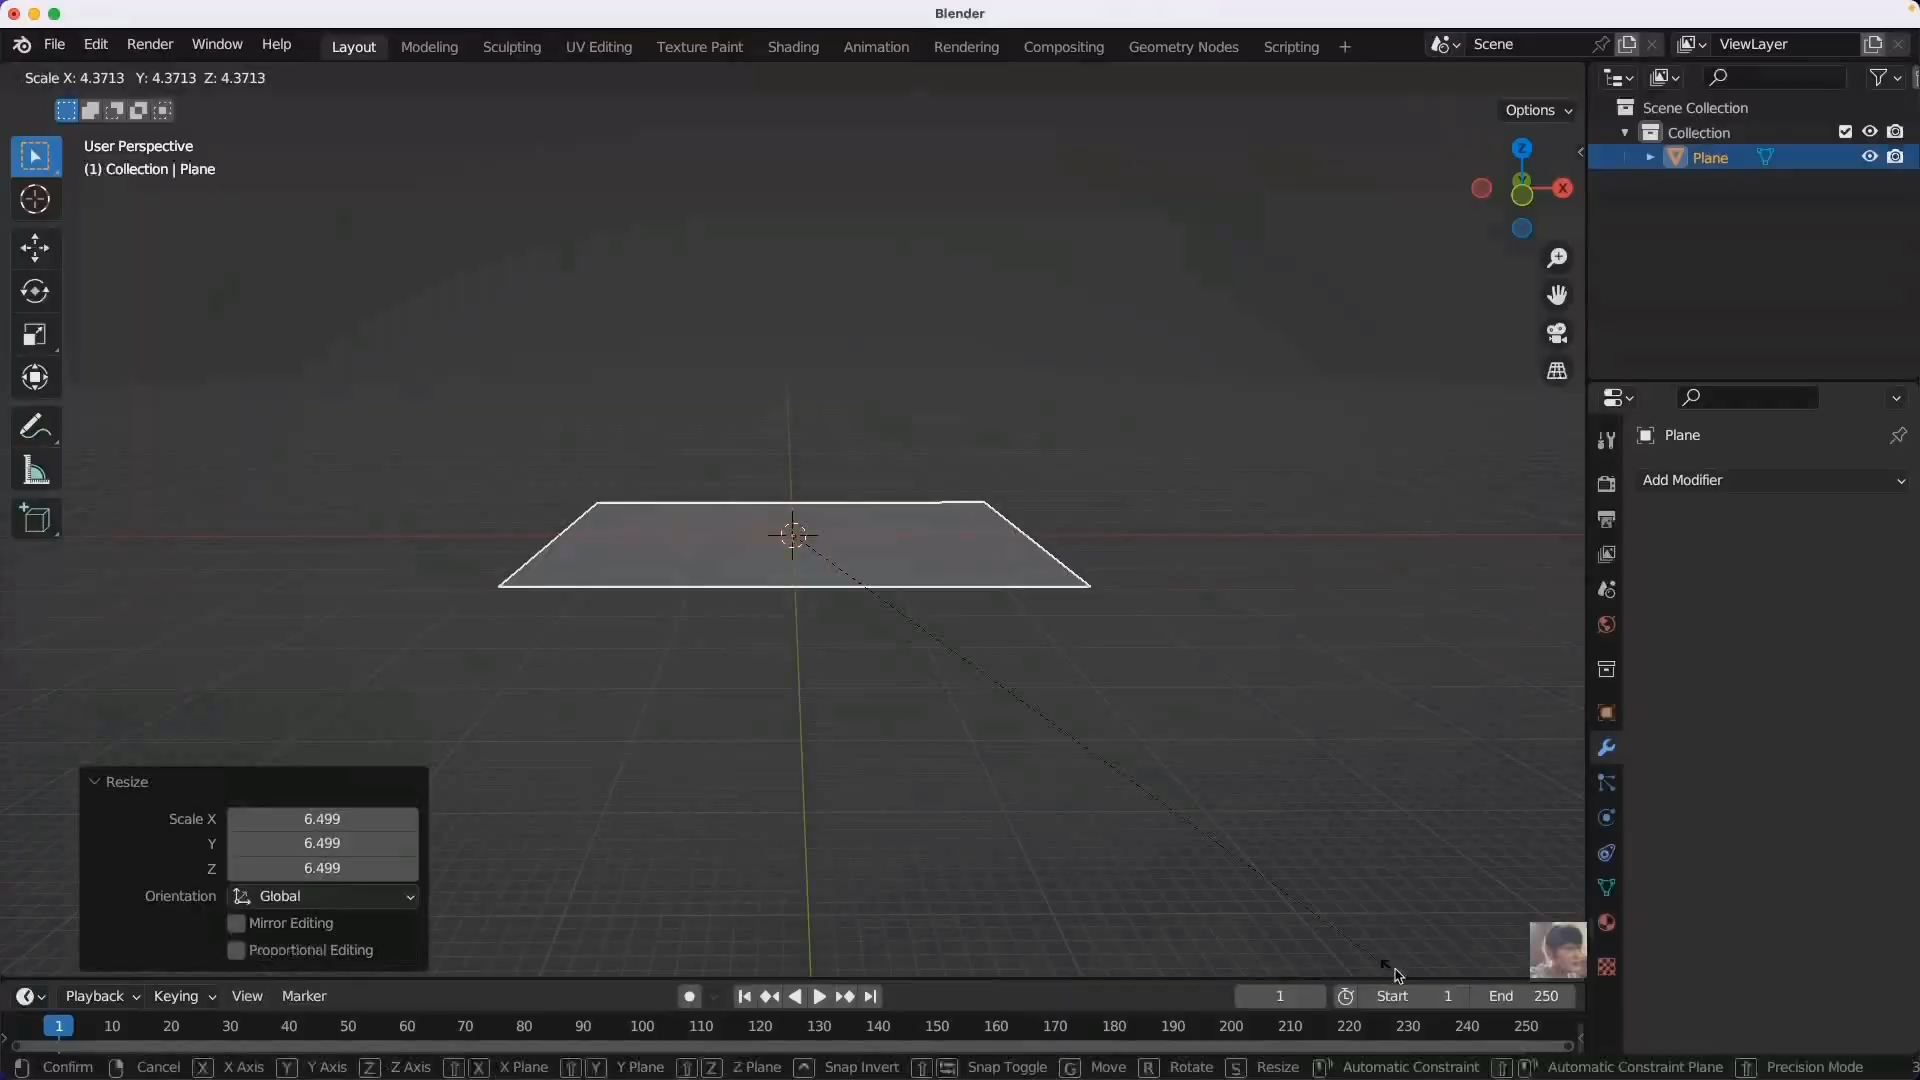 Blender
File Edit Render Window Help Layout Modeling Sculpting UV Editing Texture Paint Shading Animation Rendering Compositing Geometry Nodes Scripting + Scene ViewLayer
Scale X: 4.3713 Y: 4.3713 Z: 4.3713
Options
User Perspective
(1) Collection | Plane
Z
X
Scene Collection
Collection
Plane
Plane
Add Modifier
Resize
Scale X 6.499
Y 6.499
Z 6.499
Orientation Global
Mirror Editing
Proportional Editing
Playback Keying View Marker 1 Start 1 End 250
1 10 20 30 40 50 60 70 80 90 100 110 120 130 140 150 160 170 180 190 200 210 220 230 240 250
Confirm Cancel X X Axis Y Y Axis Z Z Axis X X Plane Y Y Plane Z Z Plane Snap Invert Snap Toggle G Move R Rotate S Resize Automatic Constraint Automatic Constraint Plane Precision Mode